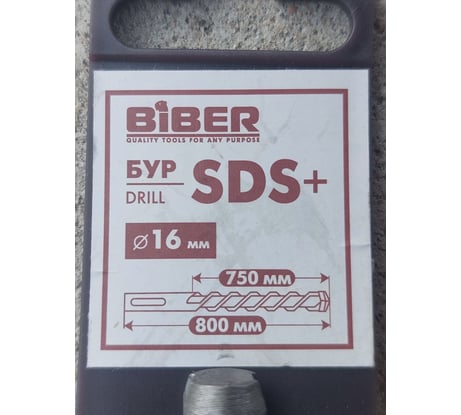 BiBER
QUALITY TOOLS FOR ANY PURPOSE
БУР
DRILL
SDS+
⌀16 мм
750 мм
800 мм